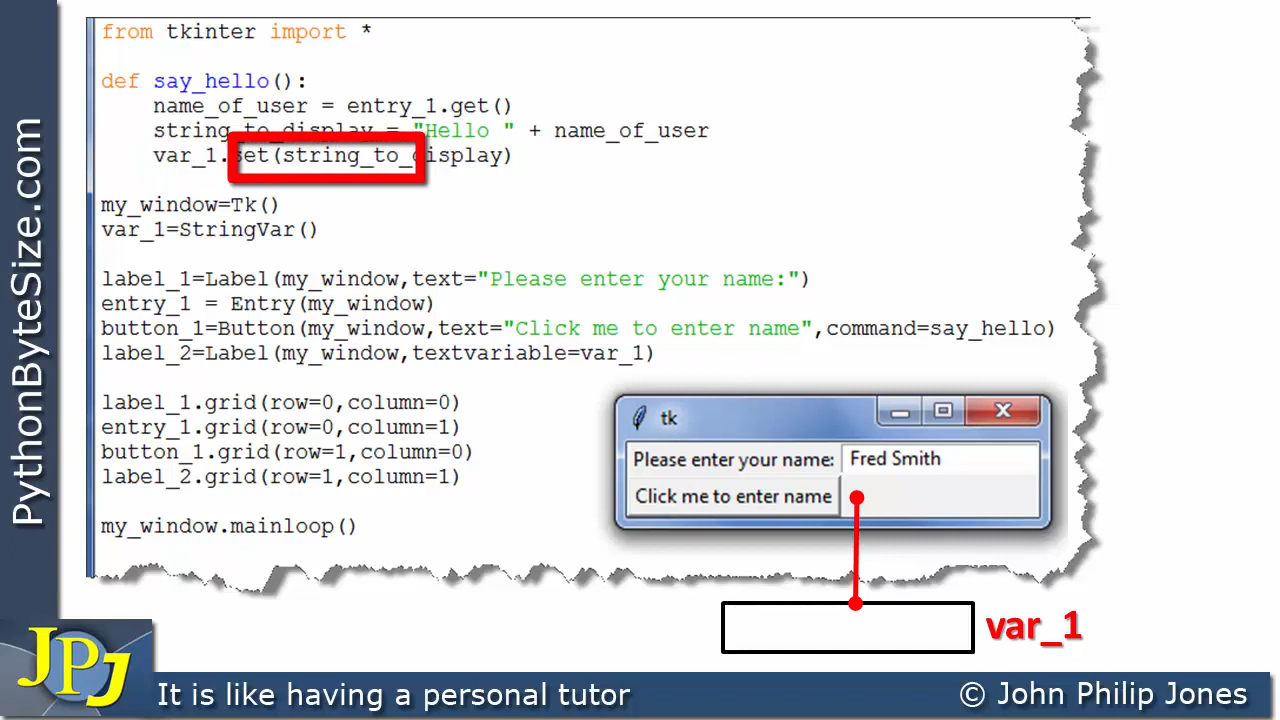 from tkinter import *
def say_hello():
name_of_user = entry_1.get()
string_to_display = "Hello " + name_of_user
var_1.set(string_to_display)
my_window=Tk()
var_1=StringVar()
label_1=Label(my_window,text="Please enter your name:")
entry_1 = Entry(my_window)
button_1=Button(my_window,text="Click me to enter name",command=say_hello)
label_2=Label(my_window,textvariable=var_1)
label_1.grid(row=0,column=0)
entry_1.grid(row=0,column=1)
button_1.grid(row=1,column=0)
label_2.grid(row=1,column=1)
my_window.mainloop()
tk
Please enter your name: Fred Smith
Click me to enter name
var_1
PythonByteSize.com
JPJ
It is like having a personal tutor
© John Philip Jones